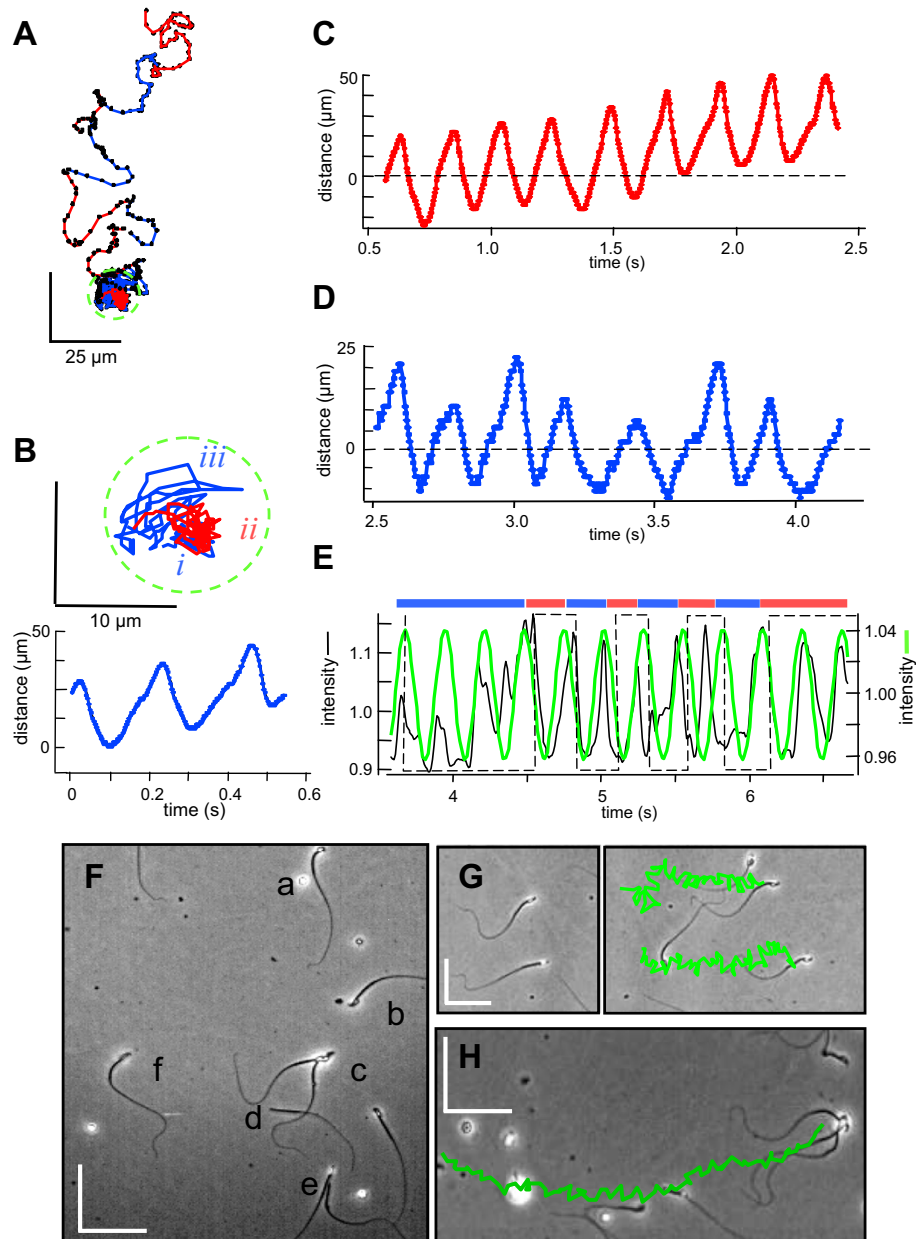 A
25 µm
B
iii
ii
i
10 µm
distance (µm)
50
0
0
0.2
0.4
0.6
time (s)
C
distance (µm)
50
0
0.5
1.0
1.5
2.0
2.5
time (s)
D
distance (µm)
25
0
2.5
3.0
3.5
4.0
time (s)
E
intensity
1.1
1.0
0.9
1.04
1.00
0.96
intensity
4
5
6
time (s)
F
a
b
c
d
e
f
G
H